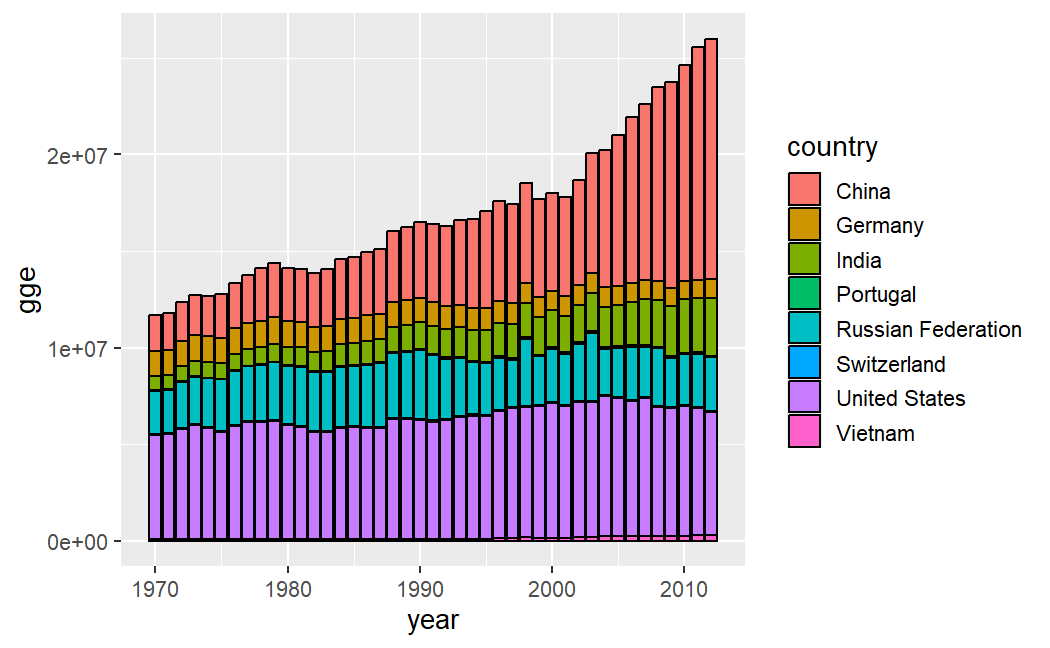 2e+07
1e+07
0e+00
gge
1970 1980 1990 2000 2010
year
country
China
Germany
India
Portugal
Russian Federation
Switzerland
United States
Vietnam